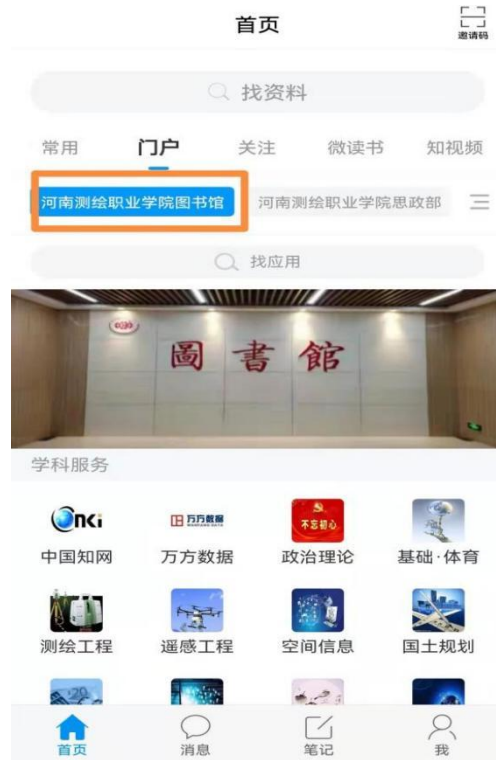 首页
邀请码
找资料
常用 门户 关注 微读书 知视频
河南测绘职业学院图书馆 河南测绘职业学院思政部
找应用
圖書館
学科服务
cnki 万方数据 不忘初心
中国知网 万方数据 政治理论 基础·体育
测绘工程 遥感工程 空间信息 国土规划
首页 消息 笔记 我